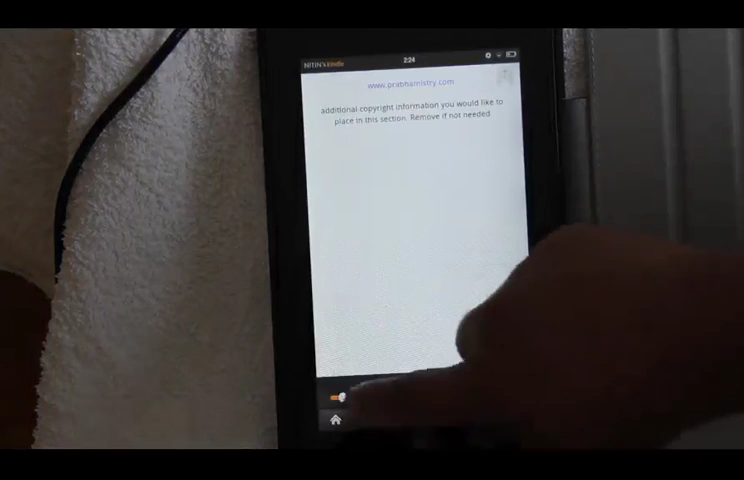 NITIN's kindle
2:24
www.prabhamistry.com
additional copyright information you would like to
place in this section. Remove if not needed